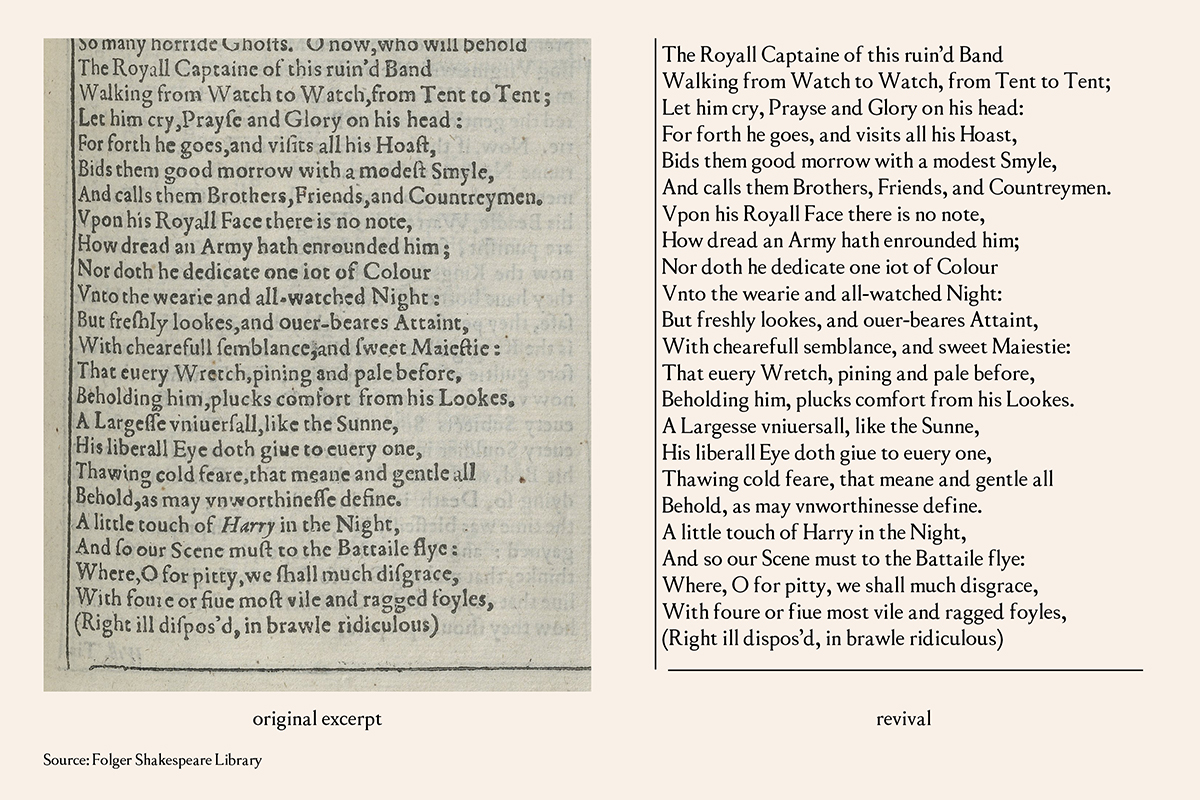 So many horride Ghosts. O now,who will behold
The Royall Captaine of this ruin'd Band
Walking from Watch to Watch,from Tent to Tent;
Let him cry,Prayſe and Glory on his head :
For forth he goes,and viſits all his Hoaſt,
Bids them good morrow with a modeſt Smyle,
And calls them Brothers,Friends,and Countreymen.
Vpon his Royall Face there is no note,
How dread an Army hath enrounded him;
Nor doth he dedicate one iot of Colour
Vnto the wearie and all-watched Night:
But freſhly lookes,and ouer-beares Attaint,
With chearefull ſemblance,and ſweet Maieſtie :
That euery Wretch,pining and pale before,
Beholding him,plucks comfort from his Lookes.
A Largeſſe vniuerſall,like the Sunne,
His liberall Eye doth giue to euery one,
Thawing cold feare,that meane and gentle all
Behold,as may vnworthineſſe define.
A little touch of Harry in the Night,
And ſo our Scene muſt to the Battaile flye :
Where,O for pitty,we ſhall much diſgrace,
With foure or fiue moſt vile and ragged foyles,
(Right ill diſpos'd, in brawle ridiculous)
original excerpt
The Royall Captaine of this ruin’d Band
Walking from Watch to Watch, from Tent to Tent;
Let him cry, Prayse and Glory on his head:
For forth he goes, and visits all his Hoast,
Bids them good morrow with a modest Smyle,
And calls them Brothers, Friends, and Countreymen.
Vpon his Royall Face there is no note,
How dread an Army hath enrounded him;
Nor doth he dedicate one iot of Colour
Vnto the wearie and all-watched Night:
But freshly lookes, and ouer-beares Attaint,
With chearefull semblance, and sweet Maiestie:
That euery Wretch, pining and pale before,
Beholding him, plucks comfort from his Lookes.
A Largesse vniuersall, like the Sunne,
His liberall Eye doth giue to euery one,
Thawing cold feare, that meane and gentle all
Behold, as may vnworthinesse define.
A little touch of Harry in the Night,
And so our Scene must to the Battaile flye:
Where, O for pitty, we shall much disgrace,
With foure or fiue most vile and ragged foyles,
(Right ill dispos’d, in brawle ridiculous)
revival
Source: Folger Shakespeare Library